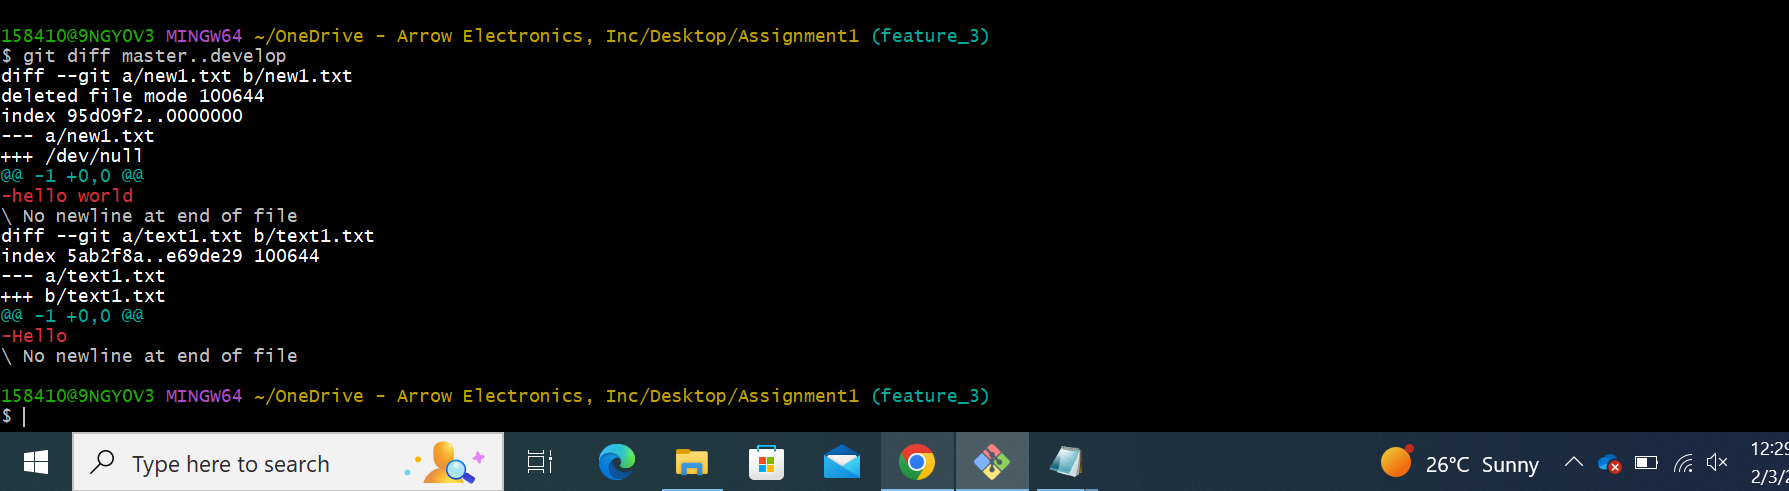 158410@9NGYOV3 MINGW64 ~/OneDrive - Arrow Electronics, Inc/Desktop/Assignment1 (feature_3)
$ git diff master..develop
diff --git a/new1.txt b/new1.txt
deleted file mode 100644
index 95d09f2..0000000
--- a/new1.txt
+++ /dev/null
@@ -1 +0,0 @@
-hello world
\ No newline at end of file
diff --git a/text1.txt b/text1.txt
index 5ab2f8a..e69de29 100644
--- a/text1.txt
+++ b/text1.txt
@@ -1 +0,0 @@
-Hello
\ No newline at end of file
158410@9NGYOV3 MINGW64 ~/OneDrive - Arrow Electronics, Inc/Desktop/Assignment1 (feature_3)
$
Type here to search
26°C Sunny
12:29
2/3/2